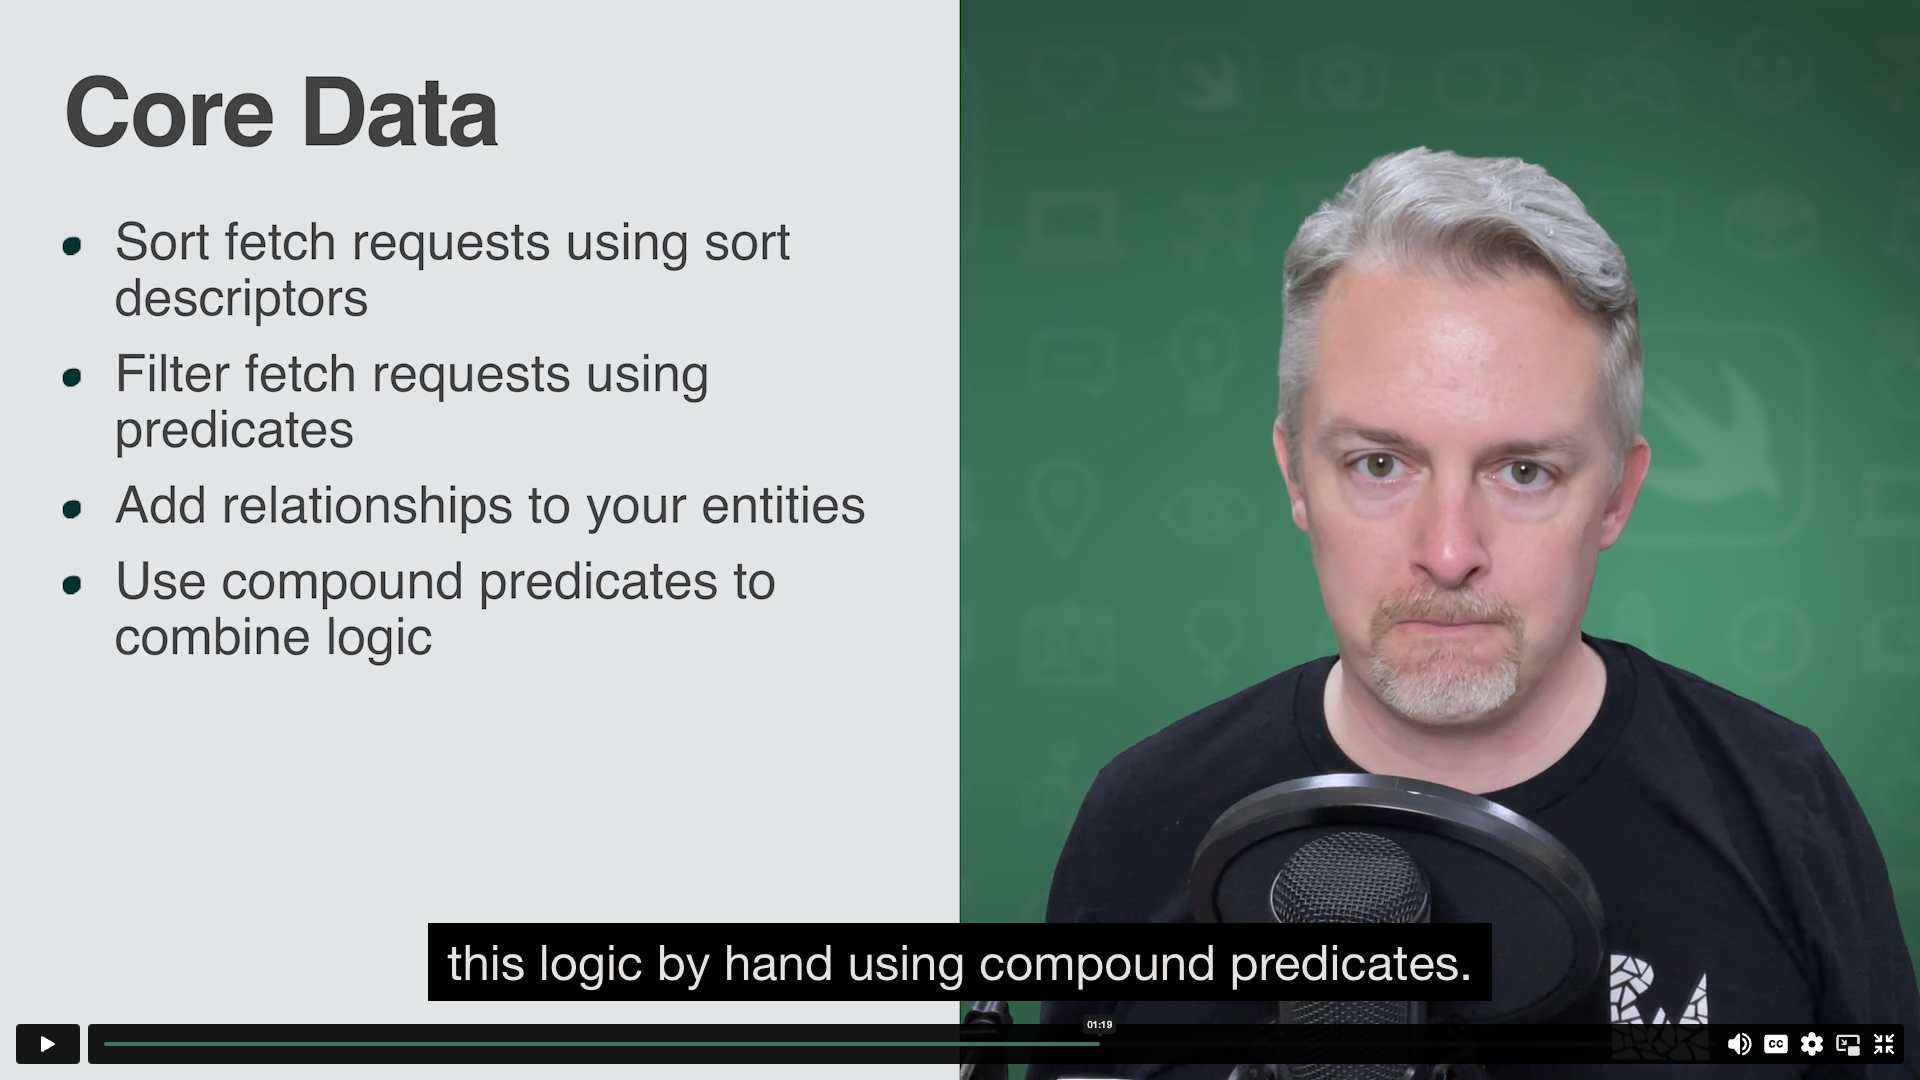 Core Data
Sort fetch requests using sort
descriptors
Filter fetch requests using
predicates
Add relationships to your entities
Use compound predicates to
combine logic
this logic by hand using compound predicates.
01:19
CC